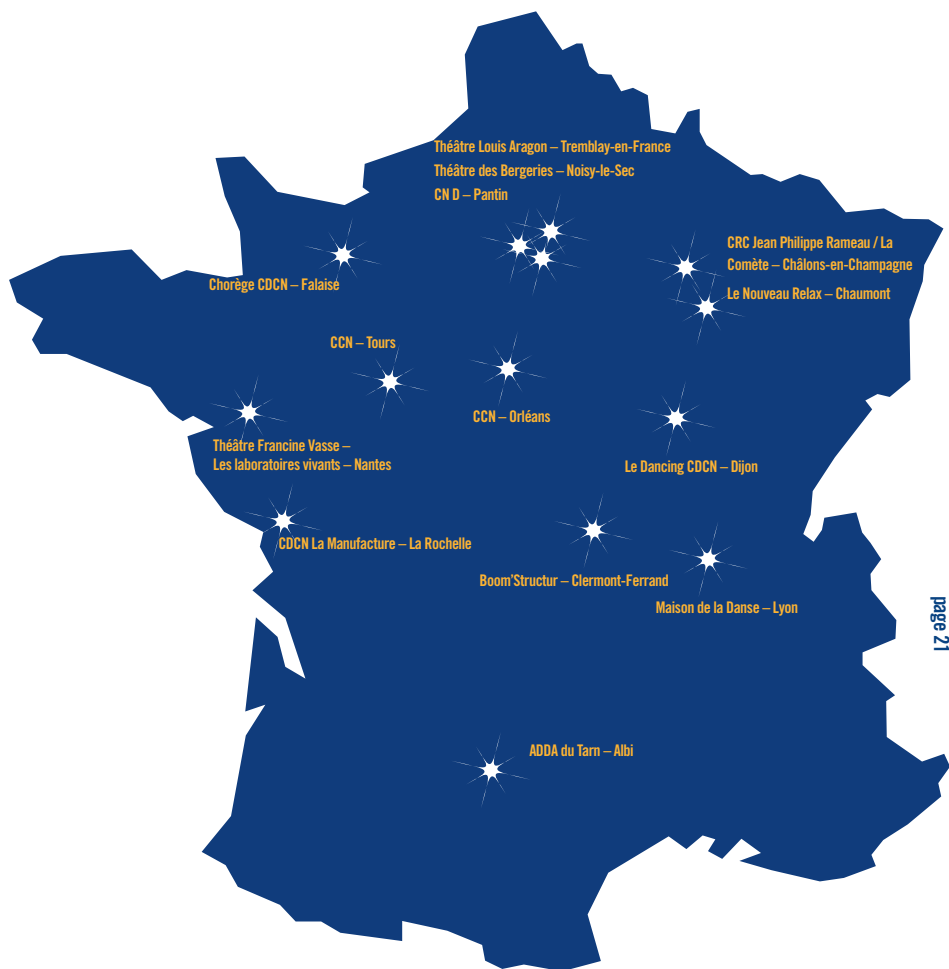 Théâtre Louis Aragon – Tremblay-en-France
Théâtre des Bergeries – Noisy-le-Sec
CN D – Pantin
CRC Jean Philippe Rameau / La
Comète – Châlons-en-Champagne
Le Nouveau Relax – Chaumont
Chorège CDCN – Falaise
CCN – Tours
CCN – Orléans
Théâtre Francine Vasse –
Les laboratoires vivants – Nantes
Le Dancing CDCN – Dijon
CDCN La Manufacture – La Rochelle
Boom'Structur – Clermont-Ferrand
Maison de la Danse – Lyon
page 21
ADDA du Tarn – Albi